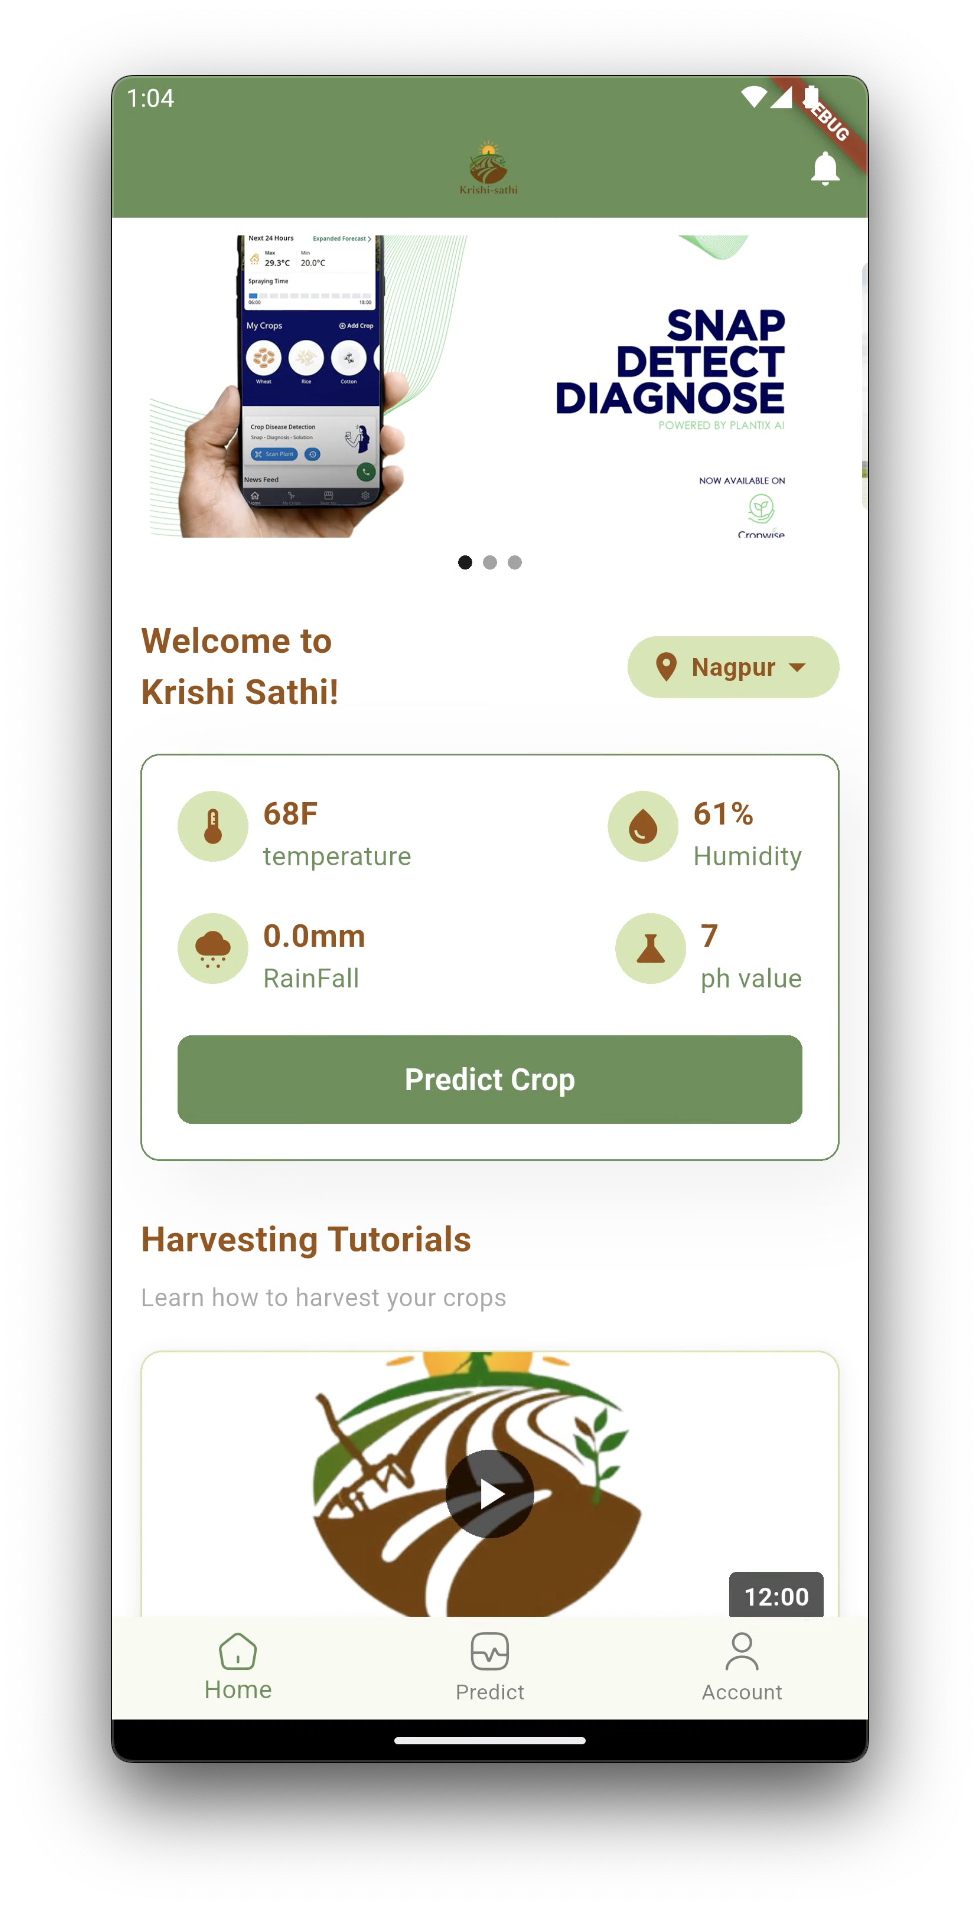 1:04
DEBUG
Krishi-sathi
Next 24 Hours Expanded Forecast >
Max Min
29.3°C 20.0°C
Spraying Time
06:00 18:00
My Crops Add Crop
Wheat Rice Cotton
Crop Disease Detection
Snap - Diagnosis - Solution
Scan Plant
News Feed
SNAP
DETECT
DIAGNOSE
POWERED BY PLANTIX AI
NOW AVAILABLE ON
Cropwise
Welcome to
Krishi Sathi!
Nagpur
68F
temperature
61%
Humidity
0.0mm
RainFall
7
ph value
Predict Crop
Harvesting Tutorials
Learn how to harvest your crops
12:00
Home Predict Account